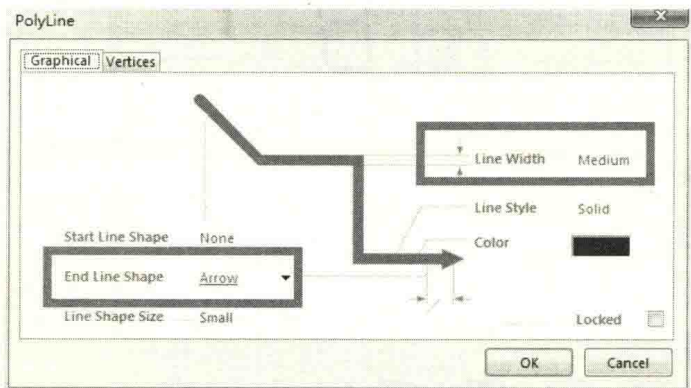 PolyLine
Graphical
Vertices
Line Width Medium
Line Style Solid
Color
Start Line Shape None
End Line Shape Arrow
Line Shape Size Small
Locked
OK
Cancel